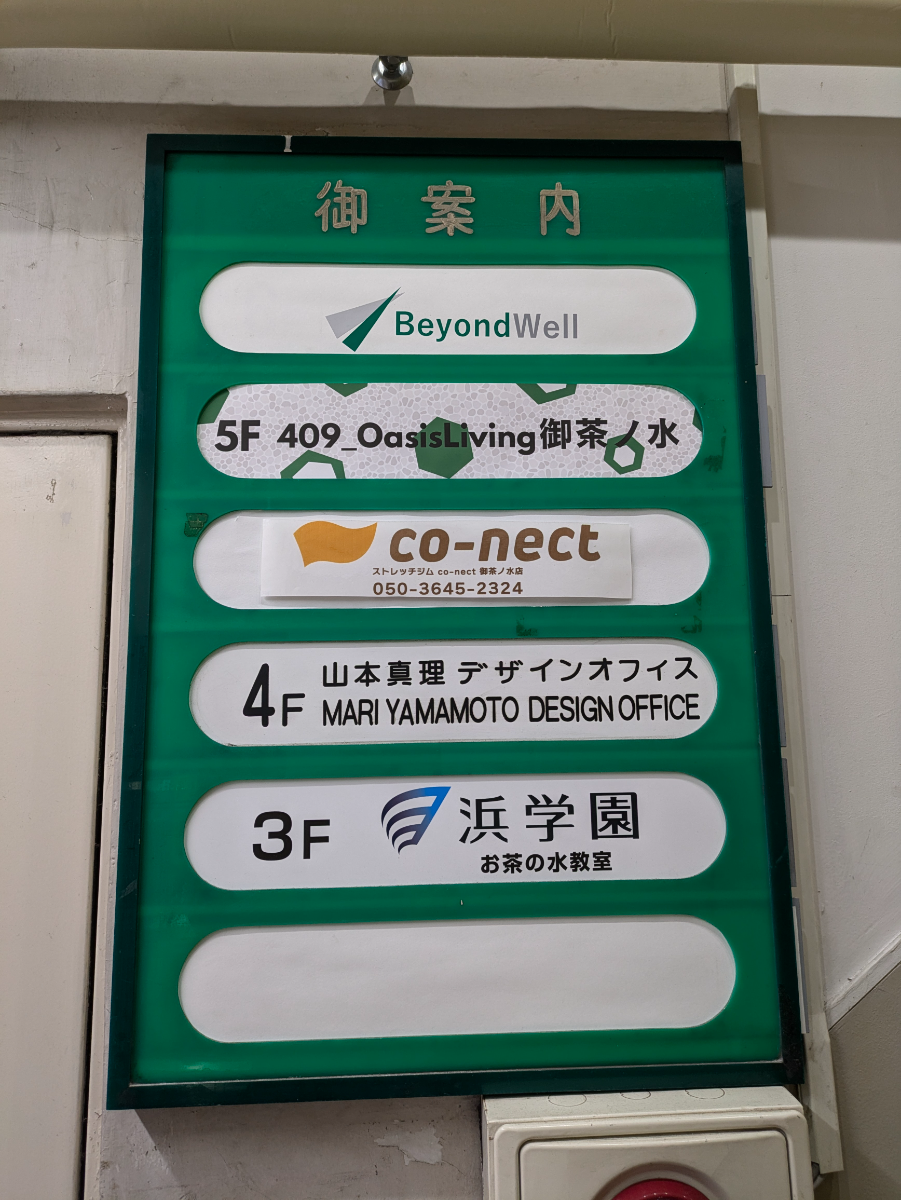 御案内
BeyondWell
5F 409_OasisLiving御茶ノ水
co-nect
ストレッチジム co-nect 御茶ノ水店
050-3645-2324
4F 山本真理 デザインオフィス
MARI YAMAMOTO DESIGN OFFICE
3F 浜学園
お茶の水教室